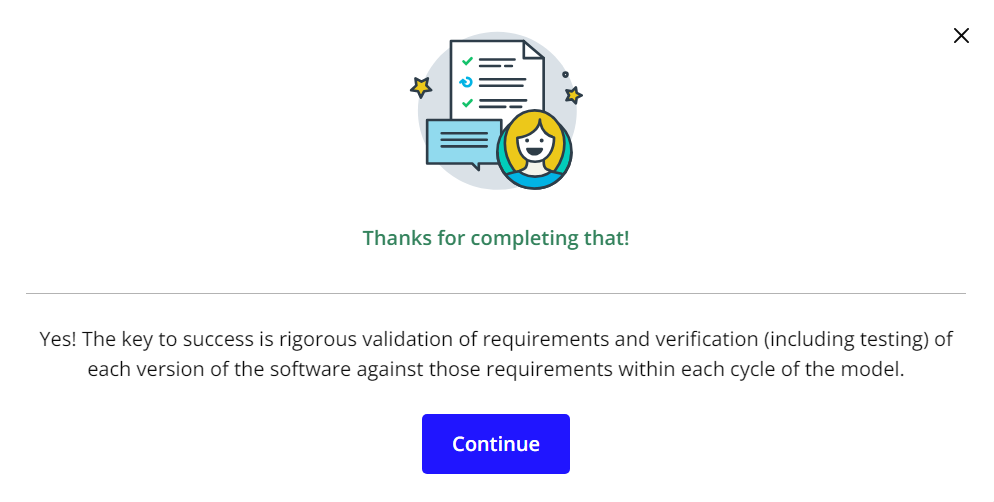 Thanks for completing that!
Yes! The key to success is rigorous validation of requirements and verification (including testing) of
each version of the software against those requirements within each cycle of the model.
Continue